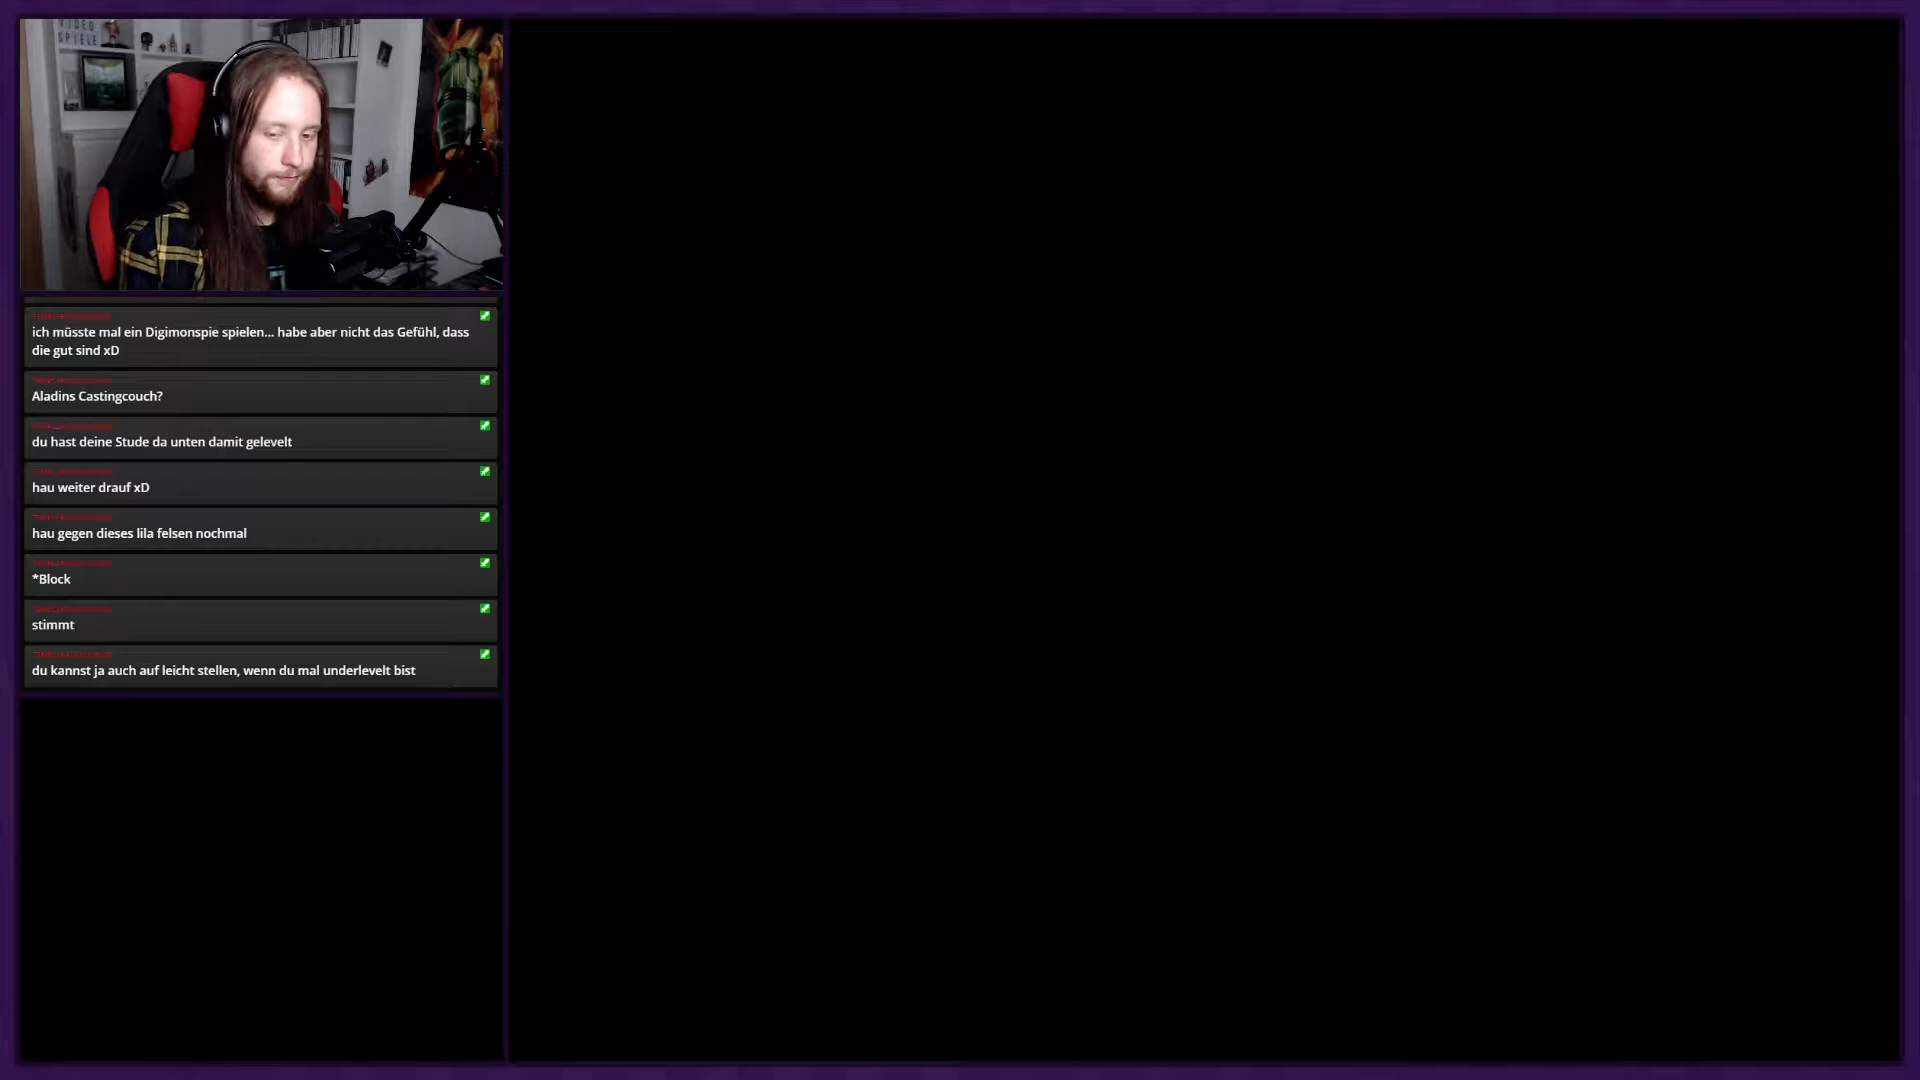 VIDEO
SPIELE
ich müsste mal ein Digimonspie spielen... habe aber nicht das Gefühl, dass
die gut sind xD
Aladins Castingcouch?
du hast deine Stude da unten damit gelevelt
hau weiter drauf xD
hau gegen dieses lila felsen nochmal
*Block
stimmt
du kannst ja auch auf leicht stellen, wenn du mal underlevelt bist